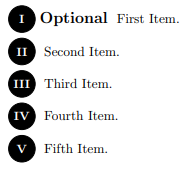 I Optional First Item.
II Second Item.
III Third Item.
IV Fourth Item.
V Fifth Item.